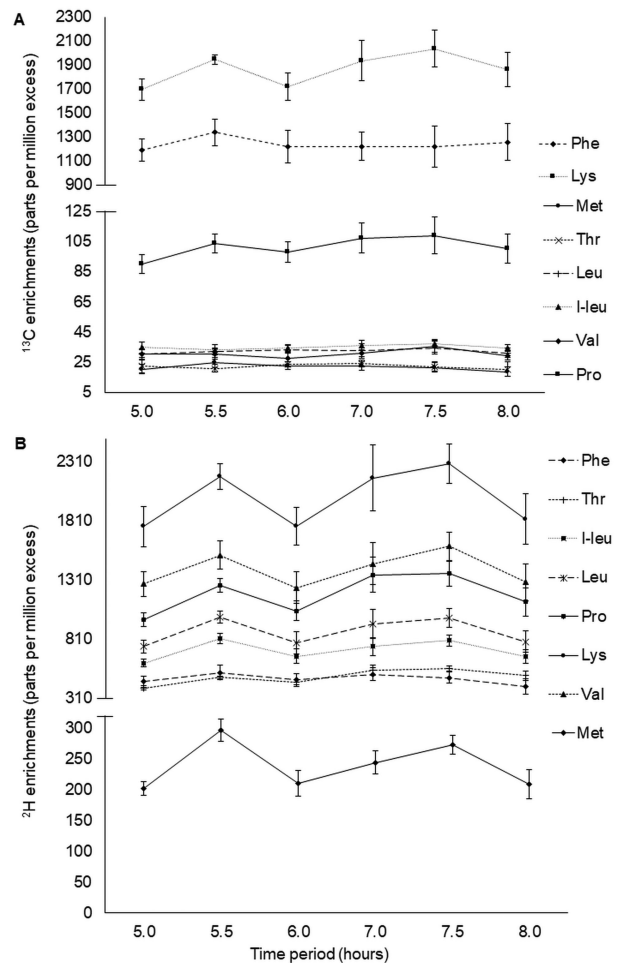 A
¹³C enrichments (parts per million excess)
2300
2100
1900
1700
1500
1300
1100
900
125
105
85
65
45
25
5
5.0 5.5 6.0 7.0 7.5 8.0
Phe
Lys
Met
Thr
Leu
I-leu
Val
Pro
B
²H enrichments (parts per million excess)
2310
1810
1310
810
310
300
250
200
150
100
50
0
5.0 5.5 6.0 7.0 7.5 8.0
Time period (hours)
Phe
Thr
I-leu
Leu
Pro
Lys
Val
Met